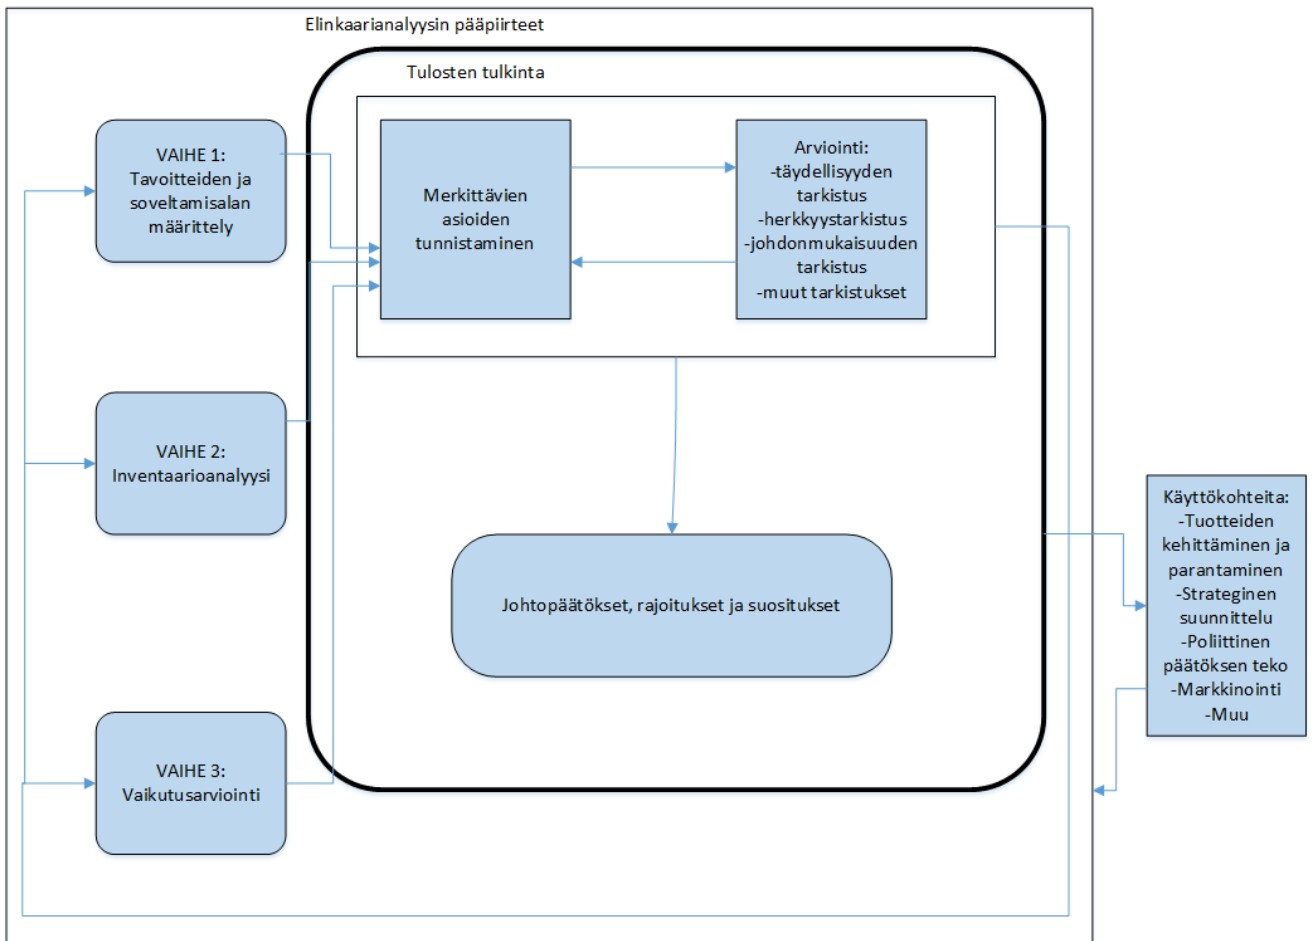 Elinkaarianalyysin pääpiirteet
Tulosten tulkinta
VAIHE 1:
Tavoitteiden ja
soveltamisalan
määrittely
Merkittävien
asioiden
tunnistaminen
Arviointi:
-täydellisyyden
tarkistus
-herkkyystarkistus
-johdonmukaisuuden
tarkistus
-muut tarkistukset
VAIHE 2:
Inventaarioanalyysi
Johtopäätökset, rajoitukset ja suositukset
VAIHE 3:
Vaikutusarviointi
Käyttökohteita:
-Tuotteiden
kehittäminen ja
parantaminen
-Strateginen
suunnittelu
-Poliittinen
päätöksen teko
-Markkinointi
-Muu